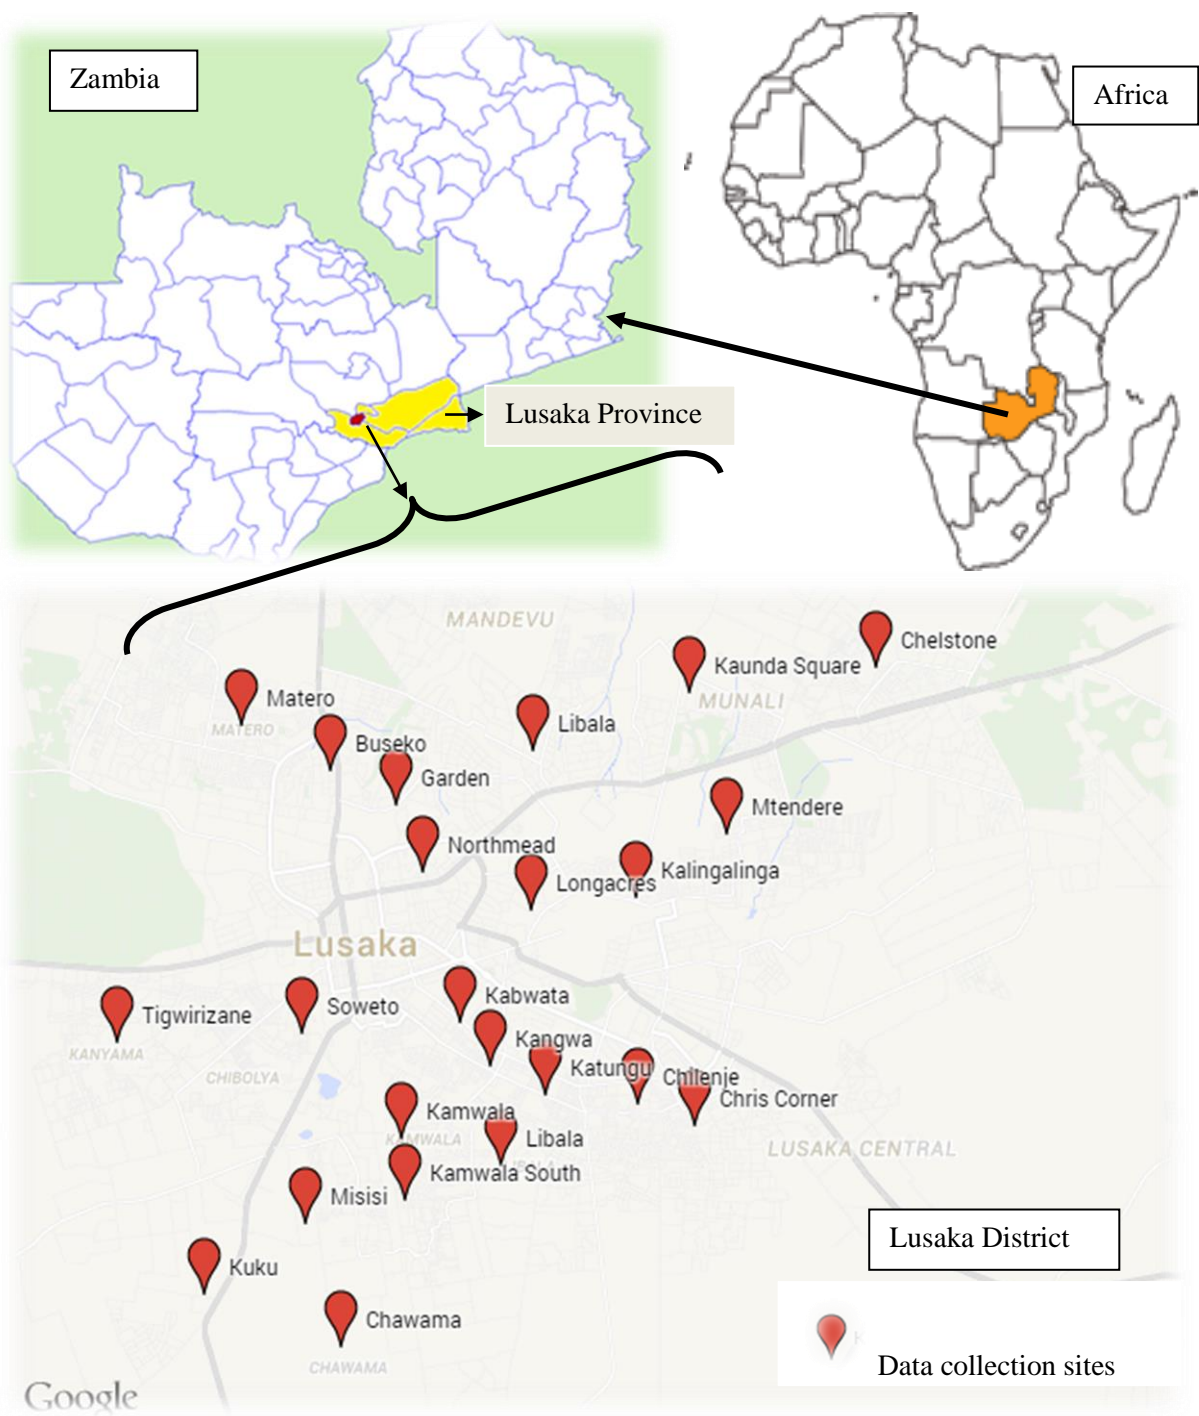 Zambia
Africa
Lusaka Province
MANDEVU
Chelstone
Kaunda Square
MUNALI
Matero
MATERO
Libala
Buseko
Garden
Mtendere
Northmead
Kalingalinga
Longacres
Lusaka
Kabwata
Soweto
Tigwirizane
Kangwa
KANYAMA
Katungu
CHIBOLYA
Chilenje
Chris Corner
Kamwala
KAMWALA
Libala
LUSAKA CENTRAL
Kamwala South
Misisi
Lusaka District
Kuku
Chawama
CHAWAMA
Data collection sites
Google